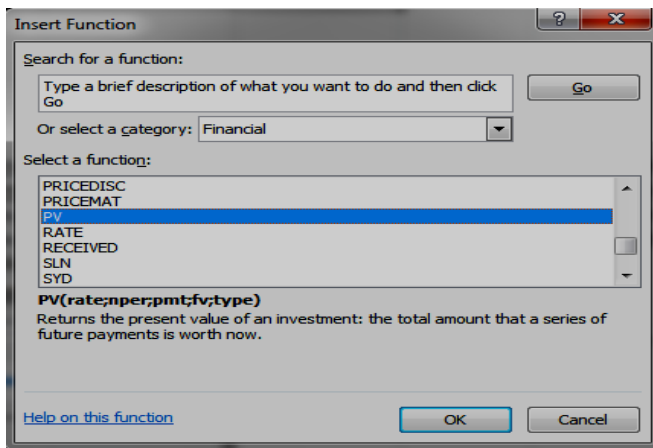 Insert Function
?
X
Search for a function:
Type a brief description of what you want to do and then click
Go
Go
Or select a category: Financial
Select a function:
PRICEDISC
PRICEMAT
PV
RATE
RECEIVED
SLN
SYD
PV(rate;nper;pmt;fv;type)
Returns the present value of an investment: the total amount that a series of
future payments is worth now.
Help on this function
OK
Cancel